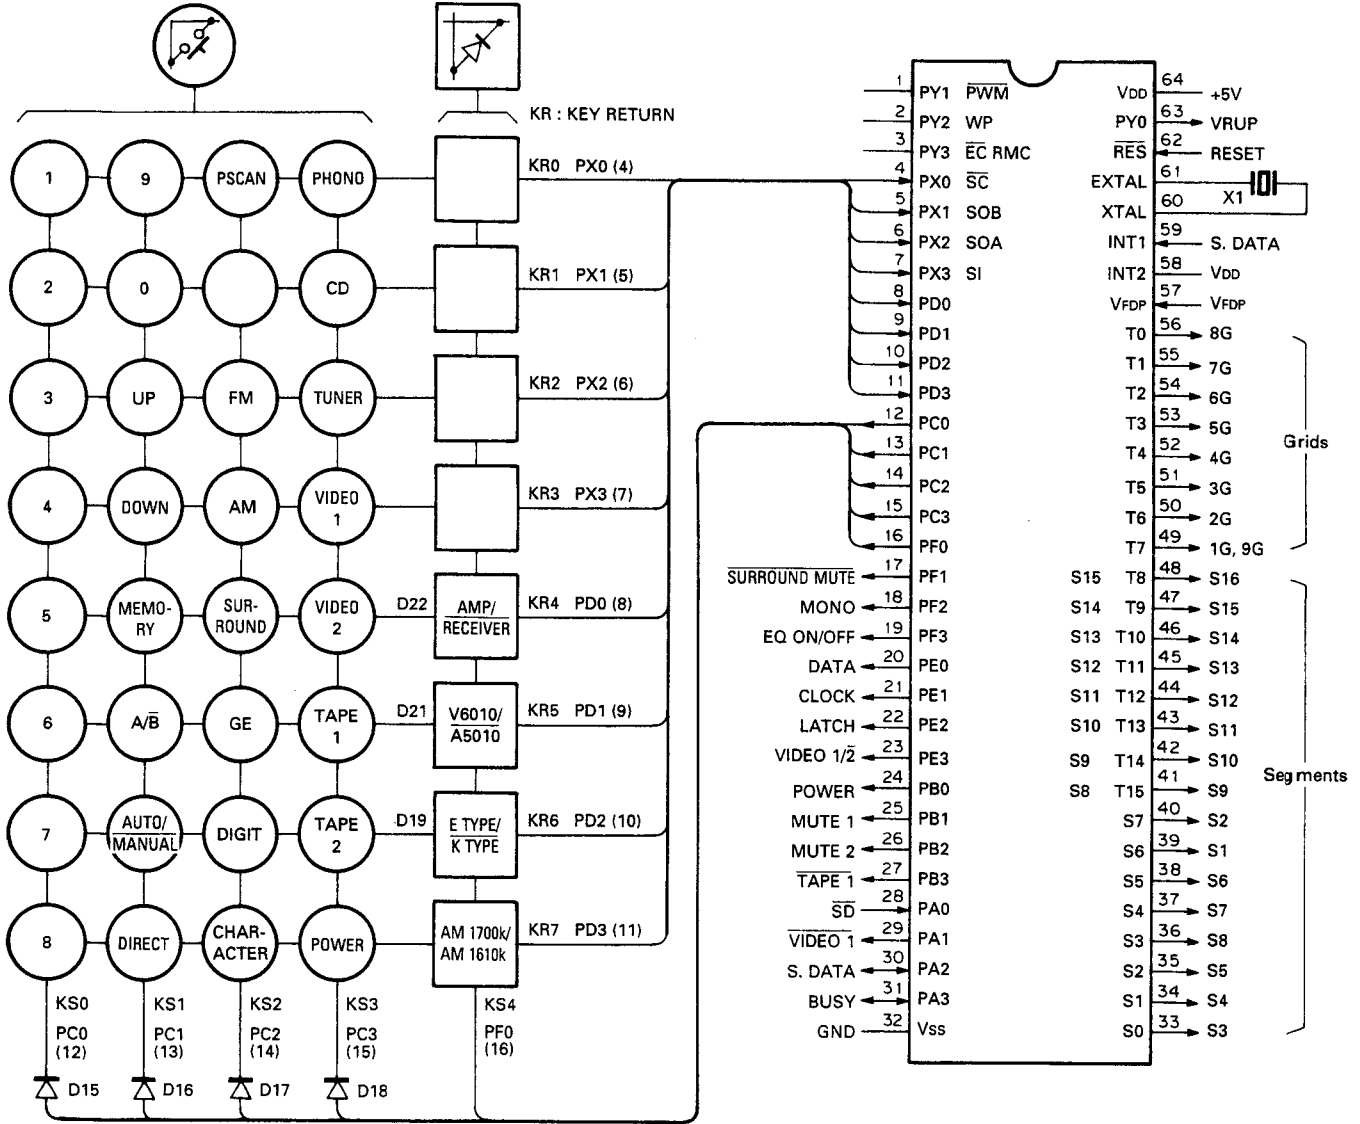 KR : KEY RETURN
1 9 PSCAN PHONO KR0 PX0 (4)
2 0 CD KR1 PX1 (5)
3 UP FM TUNER KR2 PX2 (6)
4 DOWN AM VIDEO 1 KR3 PX3 (7)
5 MEMO-RY SUR-ROUND VIDEO 2 D22 AMP/RECEIVER KR4 PD0 (8)
6 A/B̅ GE TAPE 1 D21 V6010/A5010 KR5 PD1 (9)
7 AUTO/MANUAL DIGIT TAPE 2 D19 E TYPE/K TYPE KR6 PD2 (10)
8 DIRECT CHAR-ACTER POWER AM 1700k/AM 1610k KR7 PD3 (11)
KS0 KS1 KS2 KS3 KS4
PC0 PC1 PC2 PC3 PF0
(12) (13) (14) (15) (16)
D15 D16 D17 D18
1 PY1 PWM
2 PY2 WP
3 PY3 EC RMC
4 PX0 SC
5 PX1 SOB
6 PX2 SOA
7 PX3 SI
8 PD0
9 PD1
10 PD2
11 PD3
12 PC0
13 PC1
14 PC2
15 PC3
16 PF0
SURROUND MUTE 17 PF1
MONO 18 PF2
EQ ON/OFF 19 PF3
DATA 20 PE0
CLOCK 21 PE1
LATCH 22 PE2
VIDEO 1/2̅ 23 PE3
POWER 24 PB0
MUTE 1 25 PB1
MUTE 2 26 PB2
TAPE 1 27 PB3
SD 28 PA0
VIDEO 1 29 PA1
S. DATA 30 PA2
BUSY 31 PA3
GND 32 Vss
VDD 64 +5V
PY0 63 VRUP
RES 62 RESET
EXTAL 61
X1
XTAL 60
INT1 59 S. DATA
INT2 58 VDD
VFDP 57 VFDP
T0 56 8G
T1 55 7G
T2 54 6G
T3 53 5G
T4 52 4G
T5 51 3G
T6 50 2G
T7 49 1G, 9G
Grids
S15 T8 48 S16
S14 T9 47 S15
S13 T10 46 S14
S12 T11 45 S13
S11 T12 44 S12
S10 T13 43 S11
S9 T14 42 S10
S8 T15 41 S9
S7 40 S2
S6 39 S1
S5 38 S6
S4 37 S7
S3 36 S8
S2 35 S5
S1 34 S4
S0 33 S3
Segments